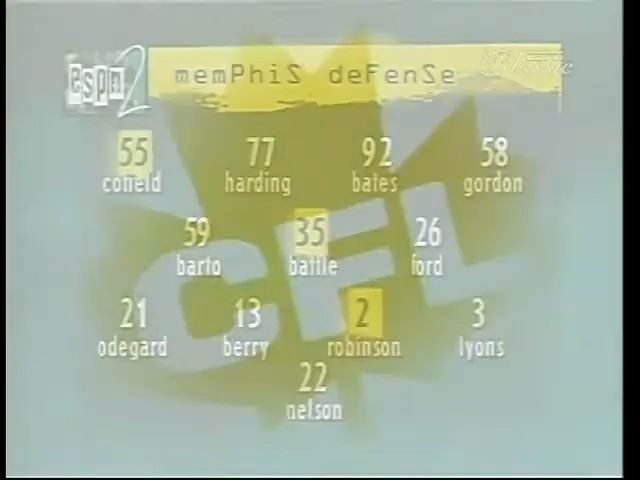 espn2 memPhiS deFenSe Classic
55 77 92 58
cofield harding bates gordon
59 35 26
barto battle ford
21 13 2 3
odegard berry robinson lyons
22
nelson
CFL